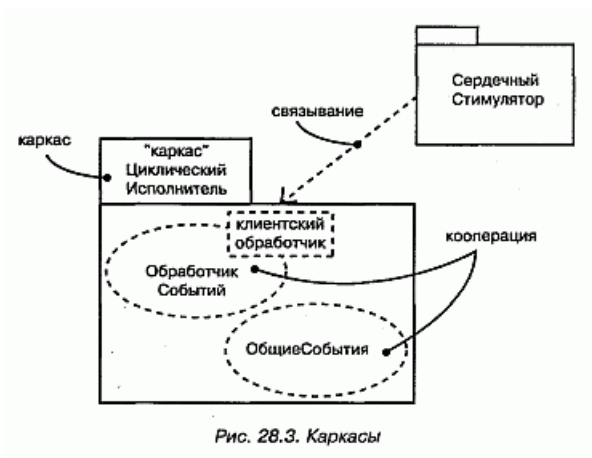 Сердечный
Стимулятор
связывание
каркас
"каркас"
Циклический
Исполнитель
клиентский
обработчик
кооперация
Обработчик
Событий
ОбщиеСобытия
Рис. 28.3. Каркасы